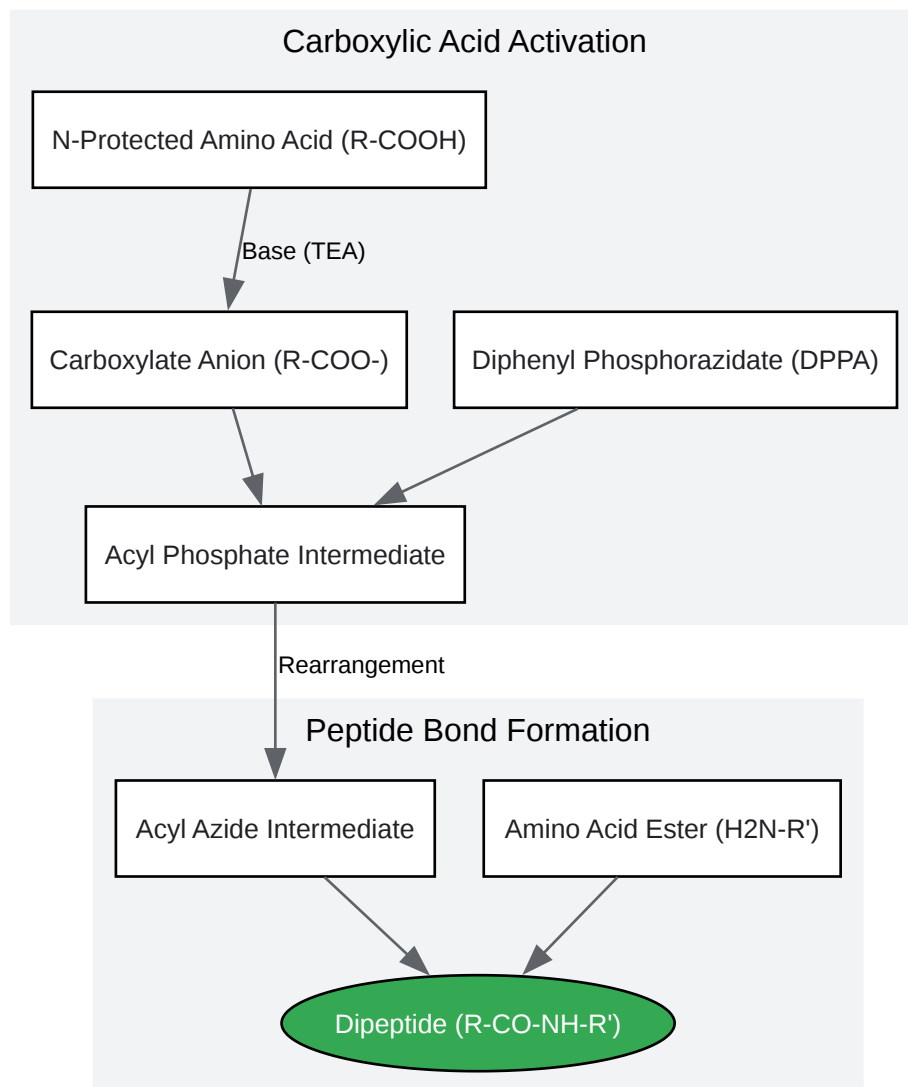 Carboxylic Acid Activation
N-Protected Amino Acid (R-COOH)
Base (TEA)
Carboxylate Anion (R-COO-)
Diphenyl Phosphorazidate (DPPA)
Acyl Phosphate Intermediate
Rearrangement
Peptide Bond Formation
Acyl Azide Intermediate
Amino Acid Ester (H2N-R')
Dipeptide (R-CO-NH-R')